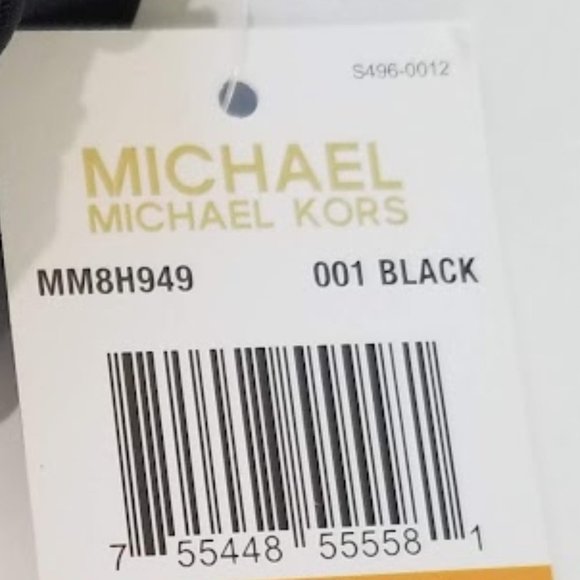 S496-0012
MICHAEL
MICHAEL KORS
MM8H949 001 BLACK
7 55448 55558 1